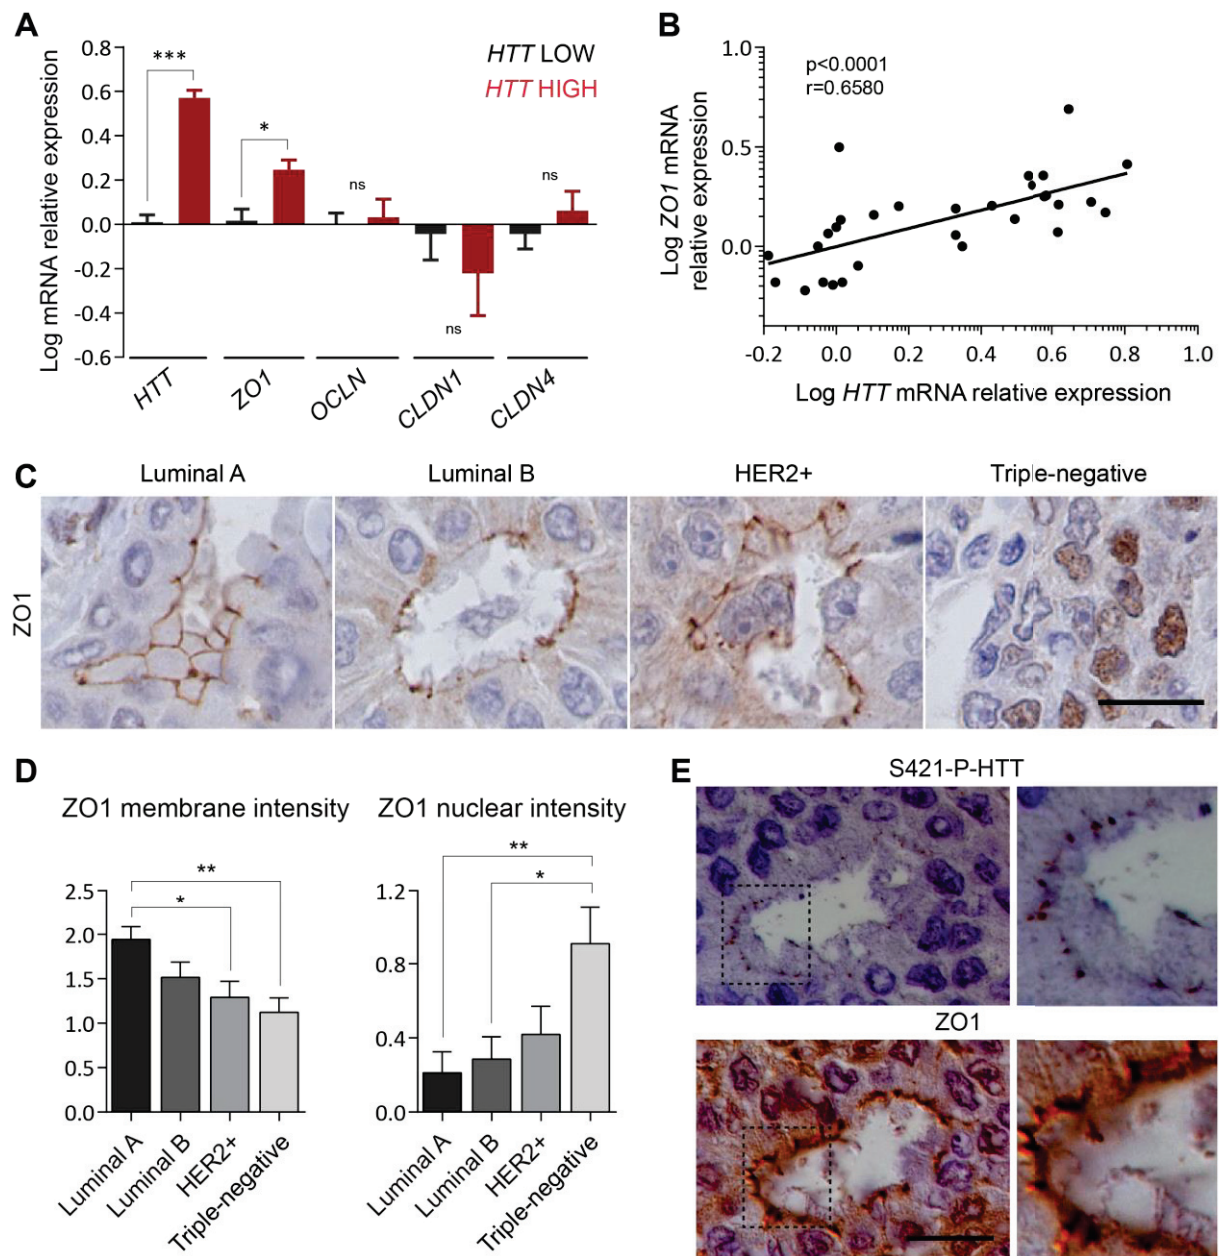 A
0.8
0.6
0.4
0.2
0.0
-0.2
-0.4
-0.6
Log mRNA relative expression
***
*
ns
ns
ns
HTT LOW
HTT HIGH
HTT
ZO1
OCLN
CLDN1
CLDN4
B
1.0
0.5
0.0
Log ZO1 mRNA
relative expression
p<0.0001
r=0.6580
-0.2
0.0
0.2
0.4
0.6
0.8
1.0
Log HTT mRNA relative expression
C
Luminal A
Luminal B
HER2+
Triple-negative
ZO1
D
ZO1 membrane intensity
**
*
2.5
2.0
1.5
1.0
0.5
0.0
Luminal A
Luminal B
HER2+
Triple-negative
ZO1 nuclear intensity
**
*
1.2
0.8
0.4
0.0
Luminal A
Luminal B
HER2+
Triple-negative
E
S421-P-HTT
ZO1